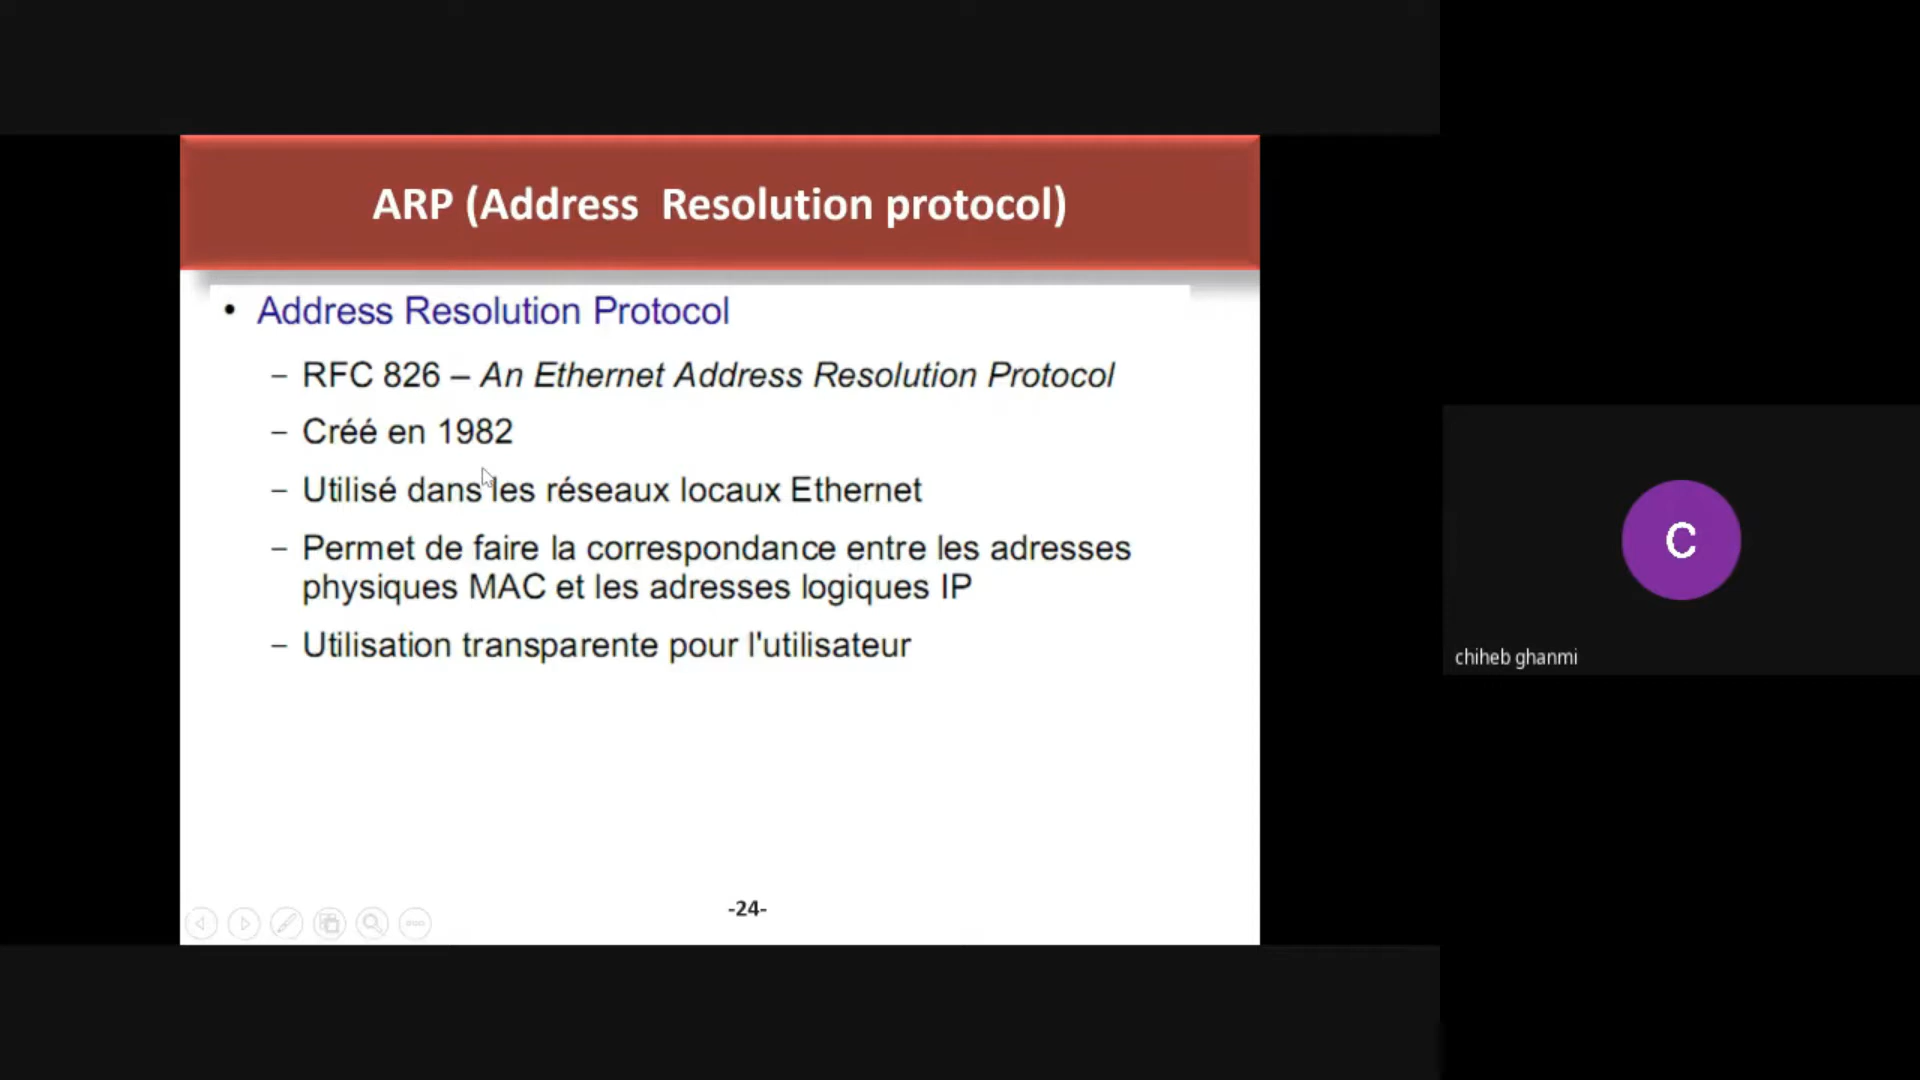 ARP (Address Resolution protocol)
• Address Resolution Protocol
– RFC 826 – An Ethernet Address Resolution Protocol
– Créé en 1982
– Utilisé dans les réseaux locaux Ethernet
– Permet de faire la correspondance entre les adresses
physiques MAC et les adresses logiques IP
– Utilisation transparente pour l'utilisateur
-24-
C
chiheb ghanmi